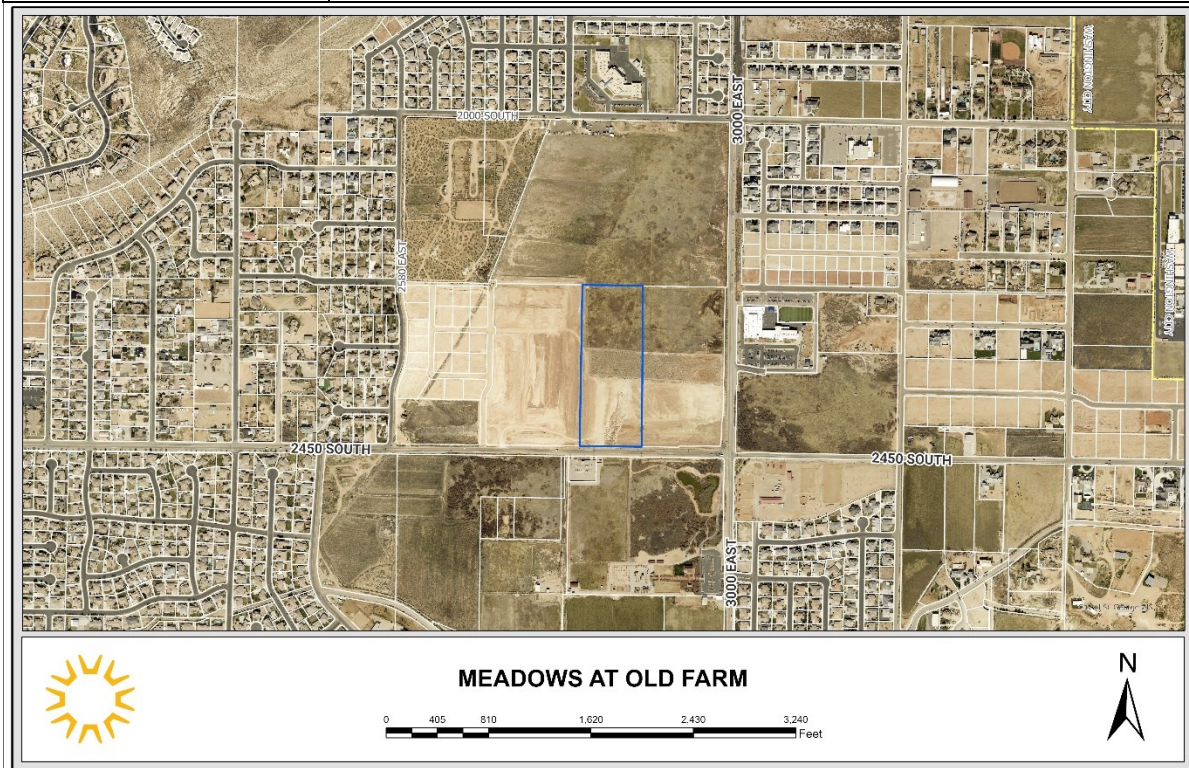 WASHINGTON CITY
3000 EAST
2000 SOUTH
2580 EAST
WASHINGTON CITY
2450 SOUTH
2450 SOUTH
3000 EAST
MEADOWS AT OLD FARM
N
0 405 810 1,620 2,430 3,240
Feet